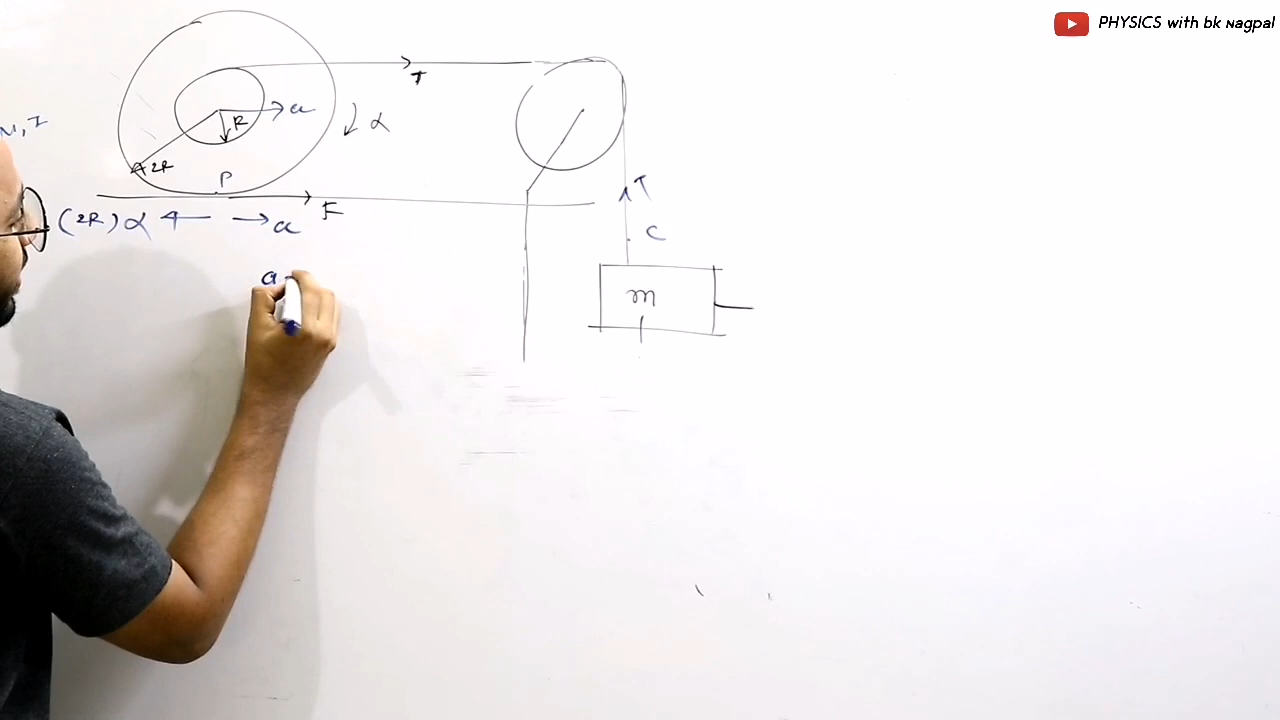 PHYSICS with bk Nagpal
T
a
R
α
2R
M, I
P
F
(2R) α
a
T
C
a
m